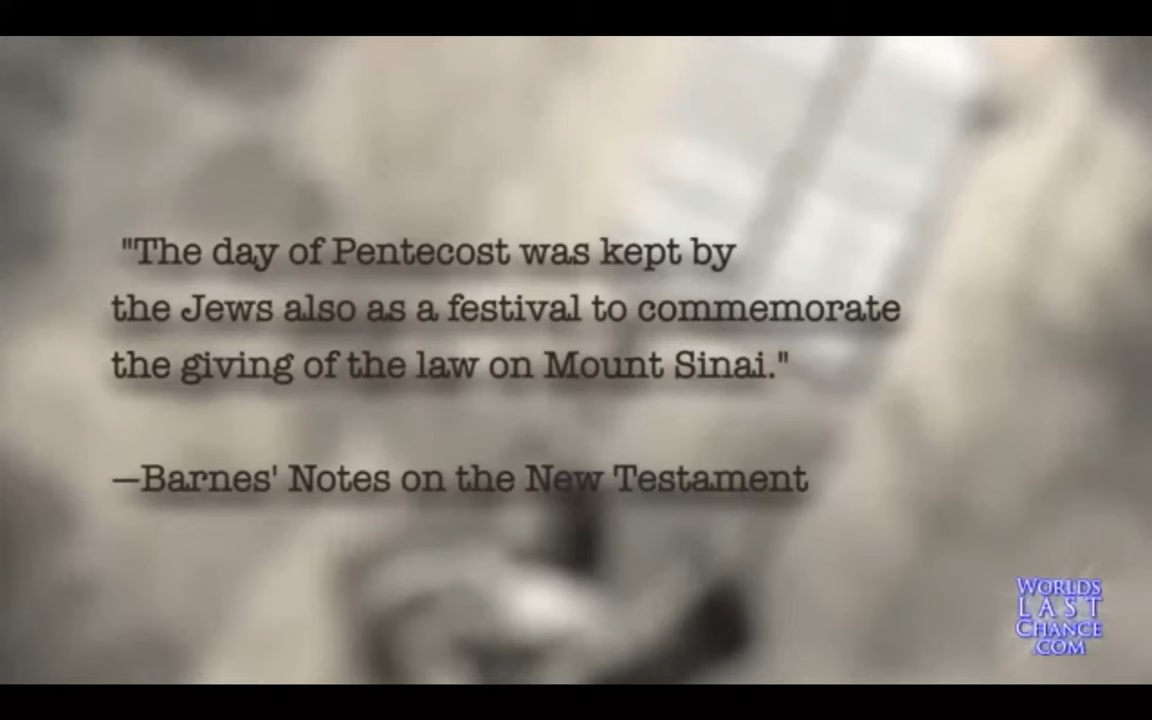 "The day of Pentecost was kept by
the Jews also as a festival to commemorate
the giving of the law on Mount Sinai."
—Barnes' Notes on the New Testament
WORLDS
LAST
CHANCE
.COM